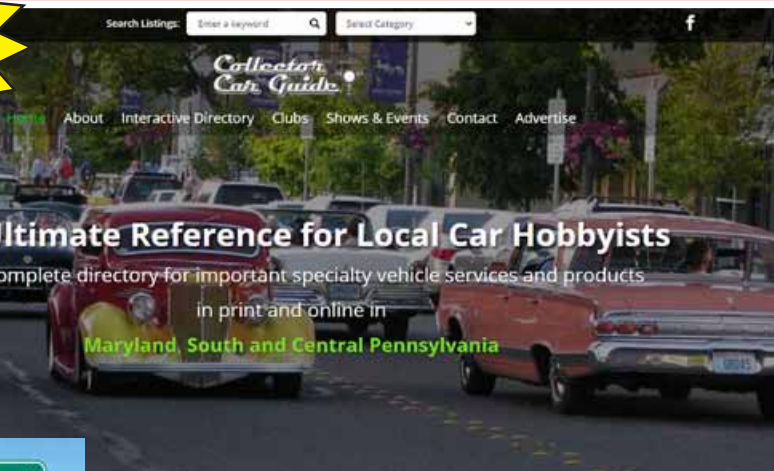 Search Listings: Enter a keyword Select Category f
Collector
Car Guide
Home About Interactive Directory Clubs Shows & Events Contact Advertise
ltimate Reference for Local Car Hobbyists
omplete directory for important specialty vehicle services and products
in print and online in
Maryland, South and Central Pennsylvania